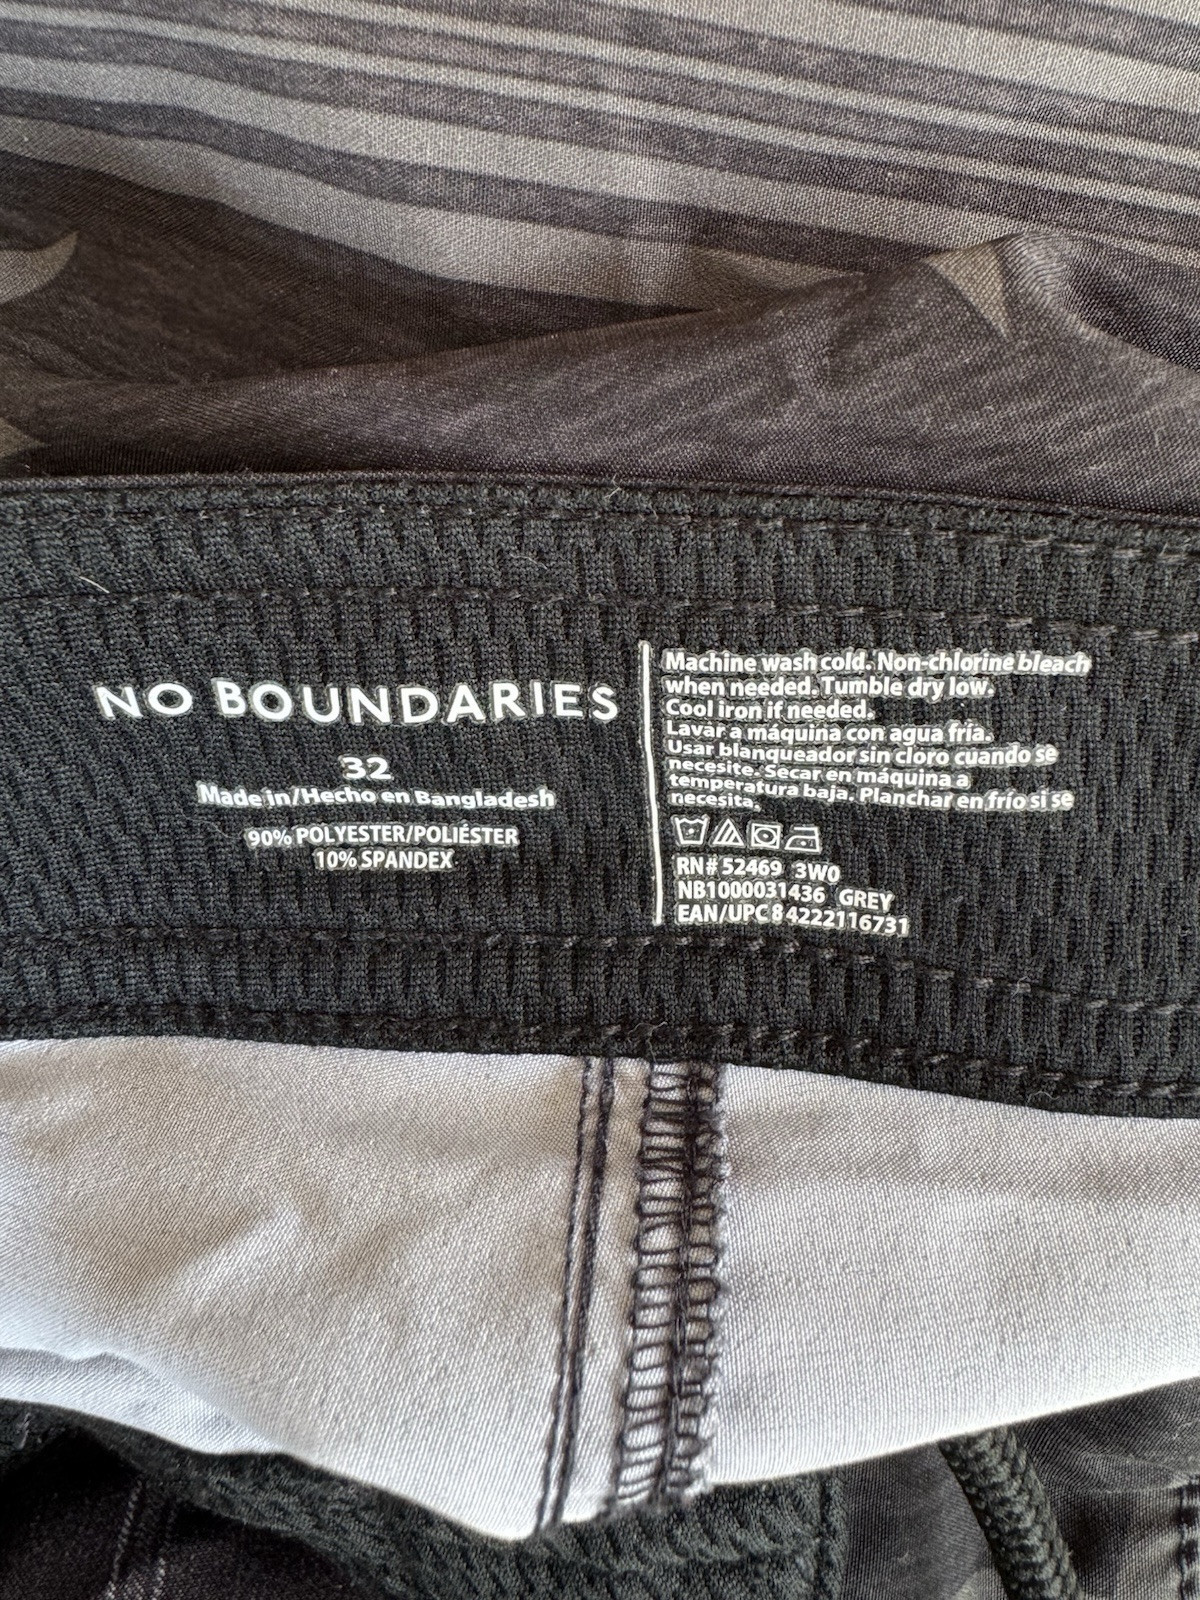 NO BOUNDARIES
32
Made in/Hecho en Bangladesh
90% POLYESTER/POLIÉSTER
10% SPANDEX
Machine wash cold. Non-chlorine bleach
when needed. Tumble dry low.
Cool iron if needed.
Lavar a máquina con agua fría.
Usar blanqueador sin cloro cuando se
necesite. Secar en máquina a
temperatura baja. Planchar en frío si se
necesita.
RN# 52469 3W0
NB1000031436 GREY
EAN/UPC 84222116731